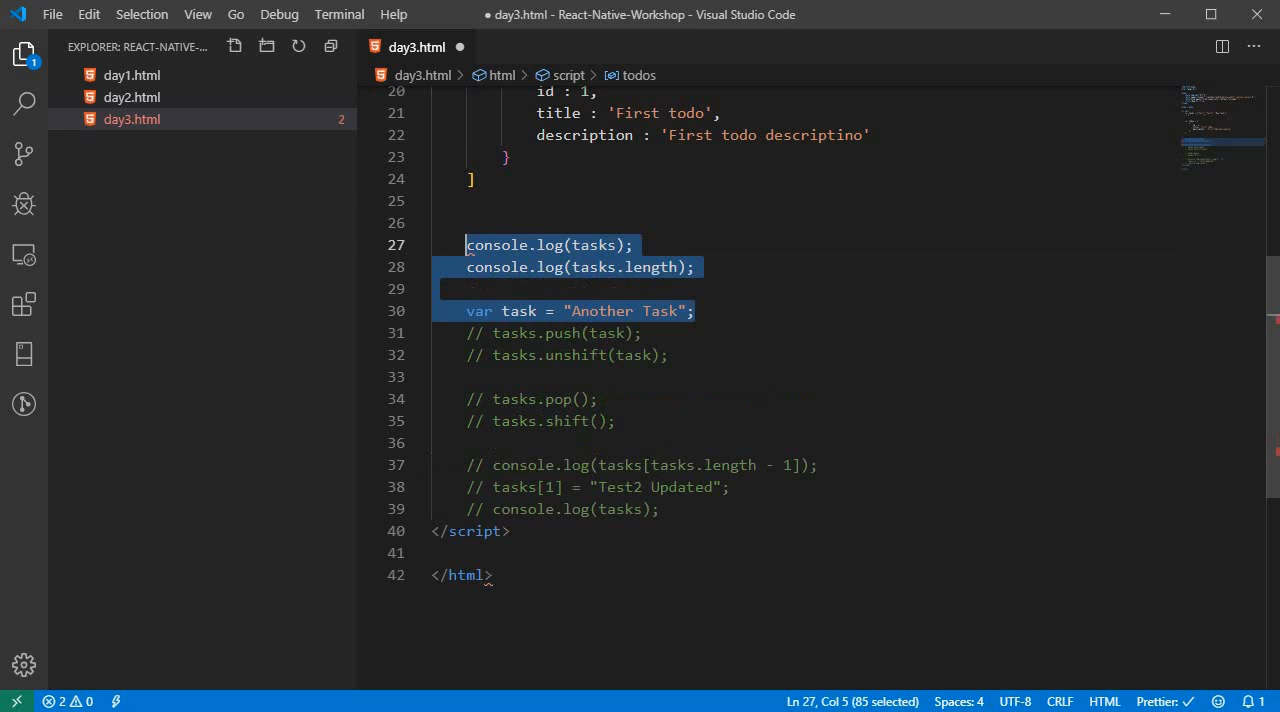 File Edit Selection View Go Debug Terminal Help
● day3.html - React-Native-Workshop - Visual Studio Code
1
EXPLORER: REACT-NATIVE-...
day1.html
day2.html
day3.html 2
day3.html ●
day3.html > html > script > todos
20 id : 1,
21 title : 'First todo',
22 description : 'First todo descriptino'
23 }
24 ]
25
26
27 console.log(tasks);
28 console.log(tasks.length);
29
30 var task = "Another Task";
31 // tasks.push(task);
32 // tasks.unshift(task);
33
34 // tasks.pop();
35 // tasks.shift();
36
37 // console.log(tasks[tasks.length - 1]);
38 // tasks[1] = "Test2 Updated";
39 // console.log(tasks);
40 </script>
41
42 </html>
2 0 Ln 27, Col 5 (85 selected) Spaces: 4 UTF-8 CRLF HTML Prettier: ✓ 1